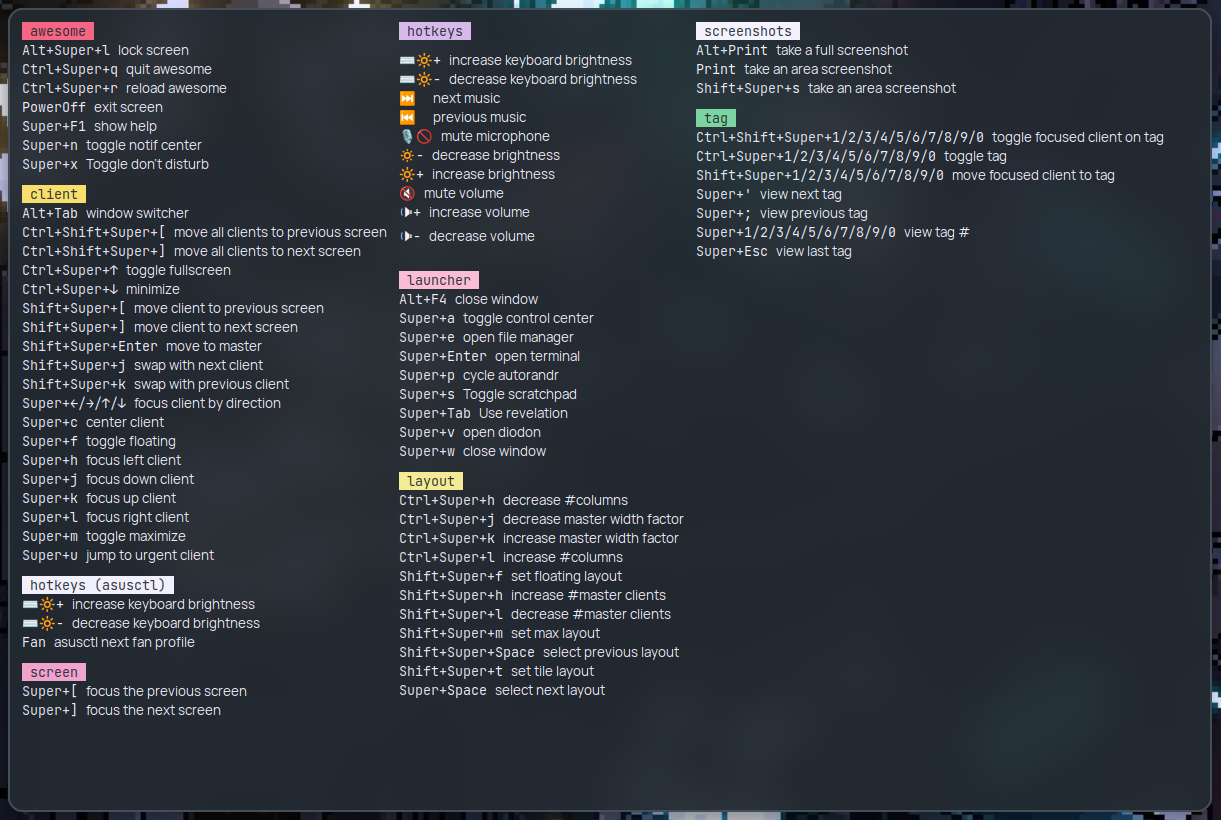 awesome
Alt+Super+l lock screen
Ctrl+Super+q quit awesome
Ctrl+Super+r reload awesome
PowerOff exit screen
Super+F1 show help
Super+n toggle notif center
Super+x Toggle don't disturb
client
Alt+Tab window switcher
Ctrl+Shift+Super+[ move all clients to previous screen
Ctrl+Shift+Super+] move all clients to next screen
Ctrl+Super+↑ toggle fullscreen
Ctrl+Super+↓ minimize
Shift+Super+[ move client to previous screen
Shift+Super+] move client to next screen
Shift+Super+Enter move to master
Shift+Super+j swap with next client
Shift+Super+k swap with previous client
Super+←/→/↑/↓ focus client by direction
Super+c center client
Super+f toggle floating
Super+h focus left client
Super+j focus down client
Super+k focus up client
Super+l focus right client
Super+m toggle maximize
Super+u jump to urgent client
hotkeys (asusctl)
⌨🔆+ increase keyboard brightness
⌨🔆- decrease keyboard brightness
Fan asusctl next fan profile
screen
Super+[ focus the previous screen
Super+] focus the next screen
hotkeys
⌨🔆+ increase keyboard brightness
⌨🔆- decrease keyboard brightness
⏭ next music
⏮ previous music
🎙🚫 mute microphone
🔅- decrease brightness
🔆+ increase brightness
🔇 mute volume
🕩+ increase volume
🕩- decrease volume
launcher
Alt+F4 close window
Super+a toggle control center
Super+e open file manager
Super+Enter open terminal
Super+p cycle autorandr
Super+s Toggle scratchpad
Super+Tab Use revelation
Super+v open diodon
Super+w close window
layout
Ctrl+Super+h decrease #columns
Ctrl+Super+j decrease master width factor
Ctrl+Super+k increase master width factor
Ctrl+Super+l increase #columns
Shift+Super+f set floating layout
Shift+Super+h increase #master clients
Shift+Super+l decrease #master clients
Shift+Super+m set max layout
Shift+Super+Space select previous layout
Shift+Super+t set tile layout
Super+Space select next layout
screenshots
Alt+Print take a full screenshot
Print take an area screenshot
Shift+Super+s take an area screenshot
tag
Ctrl+Shift+Super+1/2/3/4/5/6/7/8/9/0 toggle focused client on tag
Ctrl+Super+1/2/3/4/5/6/7/8/9/0 toggle tag
Shift+Super+1/2/3/4/5/6/7/8/9/0 move focused client to tag
Super+' view next tag
Super+; view previous tag
Super+1/2/3/4/5/6/7/8/9/0 view tag #
Super+Esc view last tag